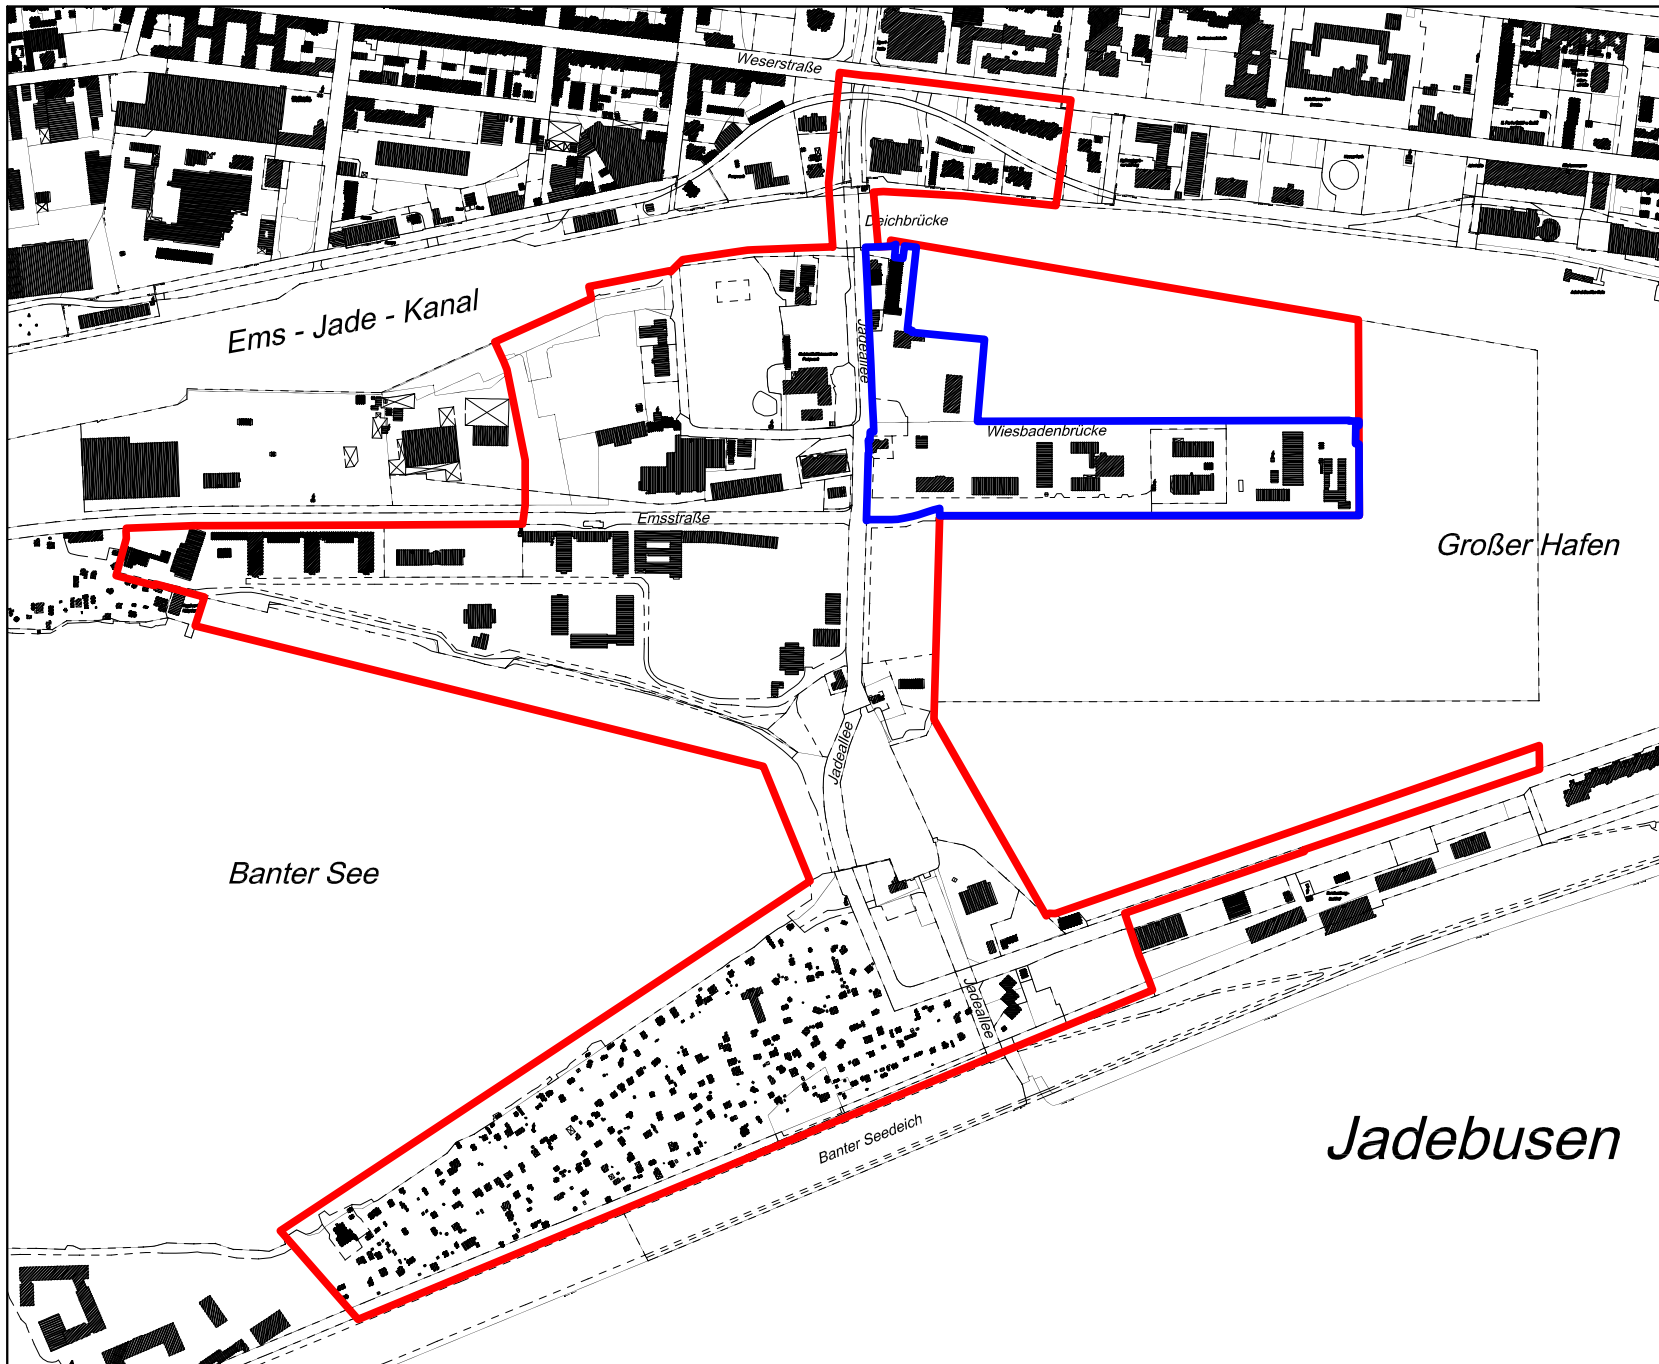 Weserstraße
Deichbrücke
Ems - Jade - Kanal
Jadeallee
Wiesbadenbrücke
Emsstraße
Großer Hafen
Jadeallee
Banter See
Jadeallee
Banter Seedeich
Jadebusen